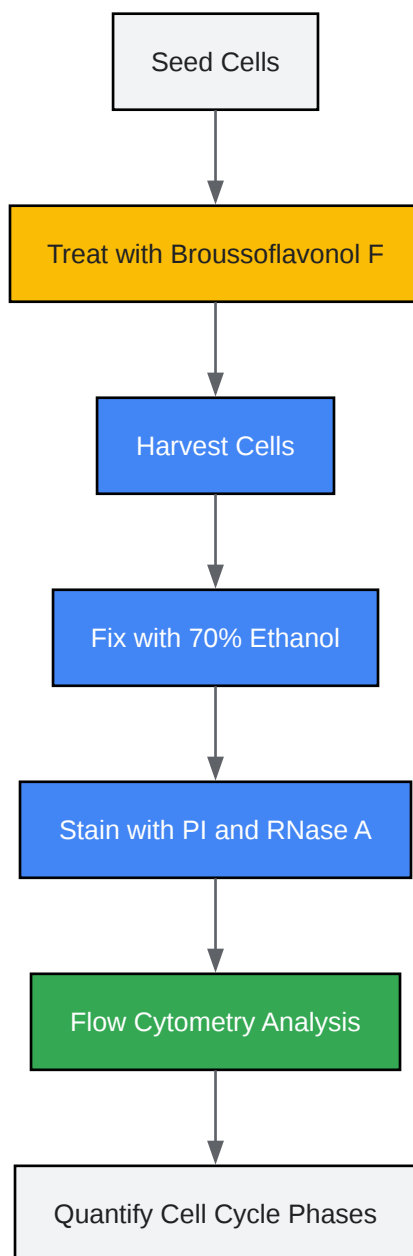 Seed Cells
Treat with Broussoflavonol F
Harvest Cells
Fix with 70% Ethanol
Stain with PI and RNase A
Flow Cytometry Analysis
Quantify Cell Cycle Phases